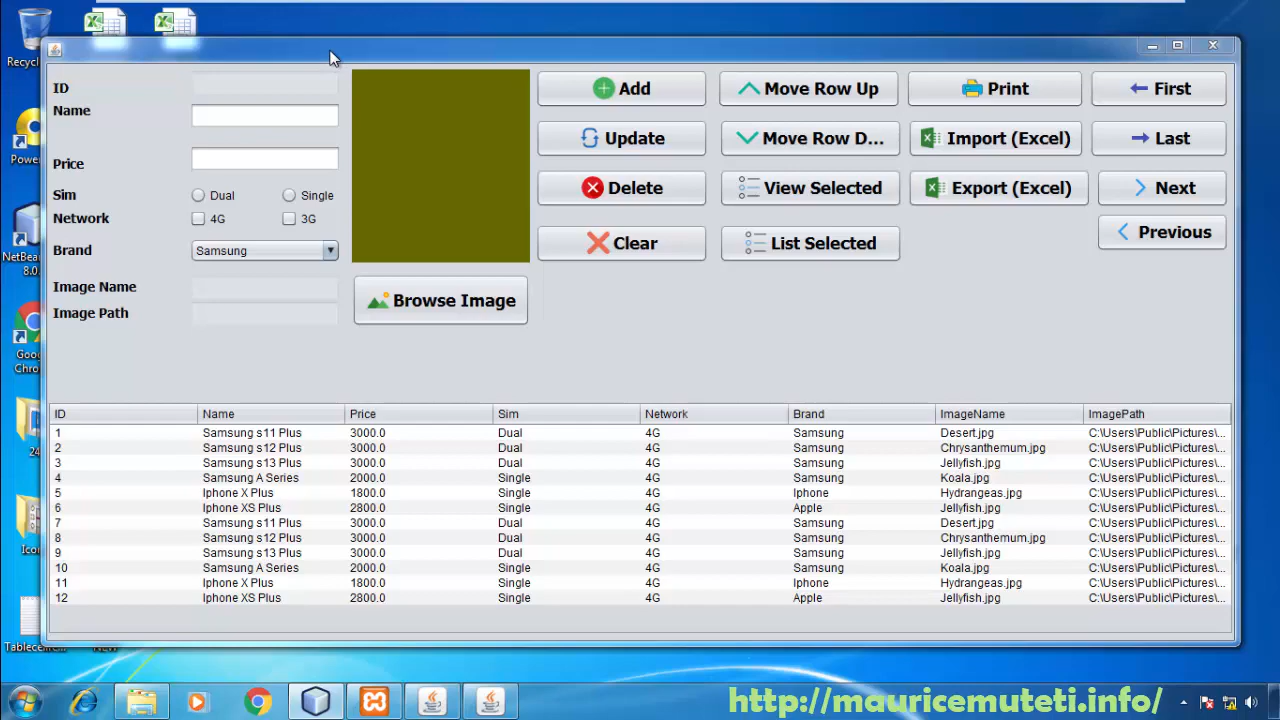 Recycl
ID
Name
Price
Sim Dual Single
Network 4G 3G
Brand Samsung
Image Name
Image Path
Browse Image
Add Move Row Up Print First
Update Move Row D... Import (Excel) Last
Delete View Selected Export (Excel) Next
Clear List Selected Previous
Power
NetBea
8.0.
Goog
Chro
24
Icon
ID Name Price Sim Network Brand ImageName ImagePath
1 Samsung s11 Plus 3000.0 Dual 4G Samsung Desert.jpg C:\Users\Public\Pictures\...
2 Samsung s12 Plus 3000.0 Dual 4G Samsung Chrysanthemum.jpg C:\Users\Public\Pictures\...
3 Samsung s13 Plus 3000.0 Dual 4G Samsung Jellyfish.jpg C:\Users\Public\Pictures\...
4 Samsung A Series 2000.0 Single 4G Samsung Koala.jpg C:\Users\Public\Pictures\...
5 Iphone X Plus 1800.0 Single 4G Iphone Hydrangeas.jpg C:\Users\Public\Pictures\...
6 Iphone XS Plus 2800.0 Single 4G Apple Jellyfish.jpg C:\Users\Public\Pictures\...
7 Samsung s11 Plus 3000.0 Dual 4G Samsung Desert.jpg C:\Users\Public\Pictures\...
8 Samsung s12 Plus 3000.0 Dual 4G Samsung Chrysanthemum.jpg C:\Users\Public\Pictures\...
9 Samsung s13 Plus 3000.0 Dual 4G Samsung Jellyfish.jpg C:\Users\Public\Pictures\...
10 Samsung A Series 2000.0 Single 4G Samsung Koala.jpg C:\Users\Public\Pictures\...
11 Iphone X Plus 1800.0 Single 4G Iphone Hydrangeas.jpg C:\Users\Public\Pictures\...
12 Iphone XS Plus 2800.0 Single 4G Apple Jellyfish.jpg C:\Users\Public\Pictures\...
http://mauricemuteti.info/